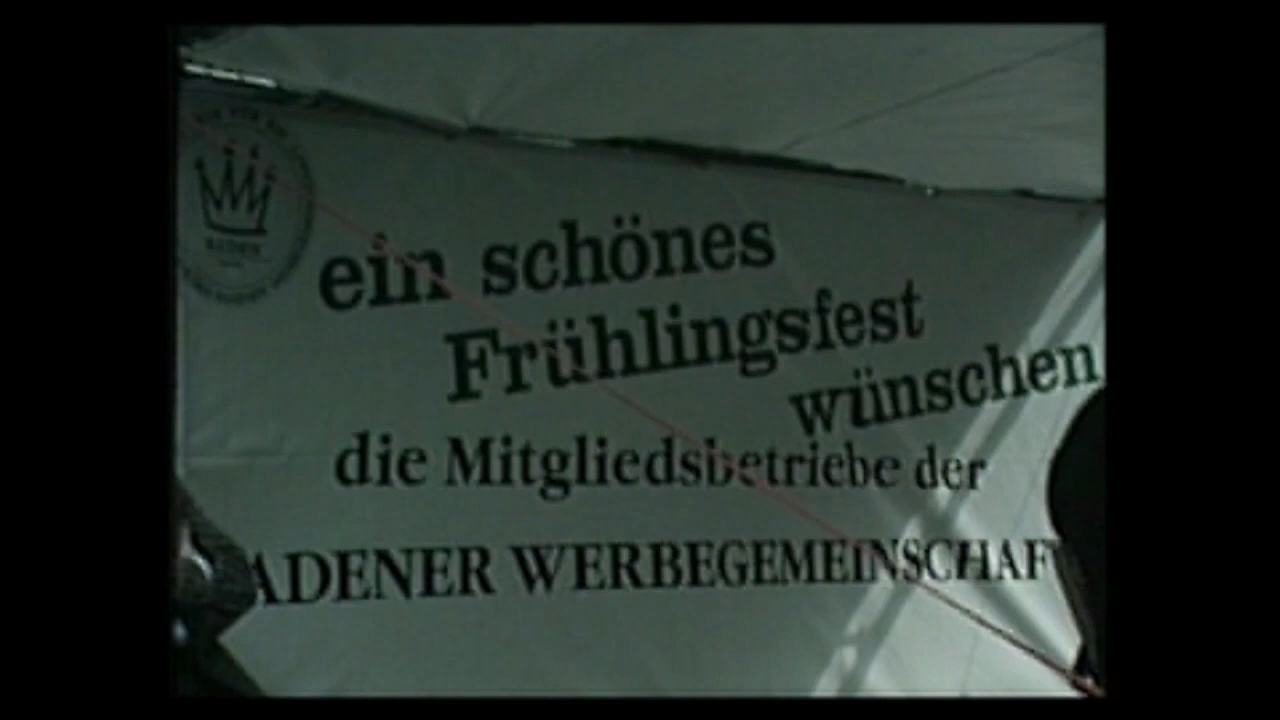 ein schönes
Frühlingsfest
wünschen
die Mitgliedsbetriebe der
ADENER WERBEGEMEINSCHAF